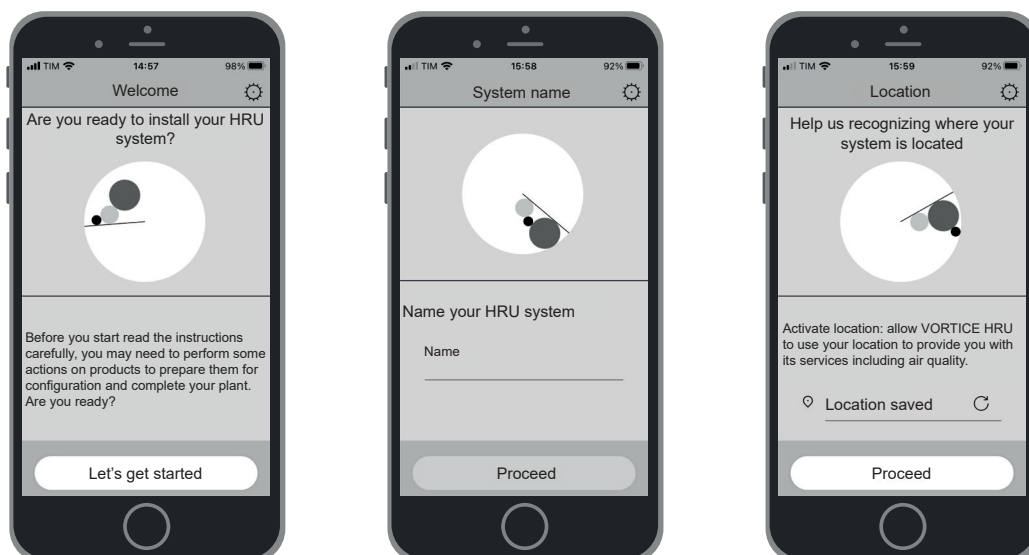 TIM
14:57
98%
Welcome
Are you ready to install your HRU
system?
Before you start read the instructions
carefully, you may need to perform some
actions on products to prepare them for
configuration and complete your plant.
Are you ready?
Let's get started
TIM
15:58
92%
System name
Name your HRU system
Name
Proceed
TIM
15:59
92%
Location
Help us recognizing where your
system is located
Activate location: allow VORTICE HRU
to use your location to provide you with
its services including air quality.
Location saved
Proceed